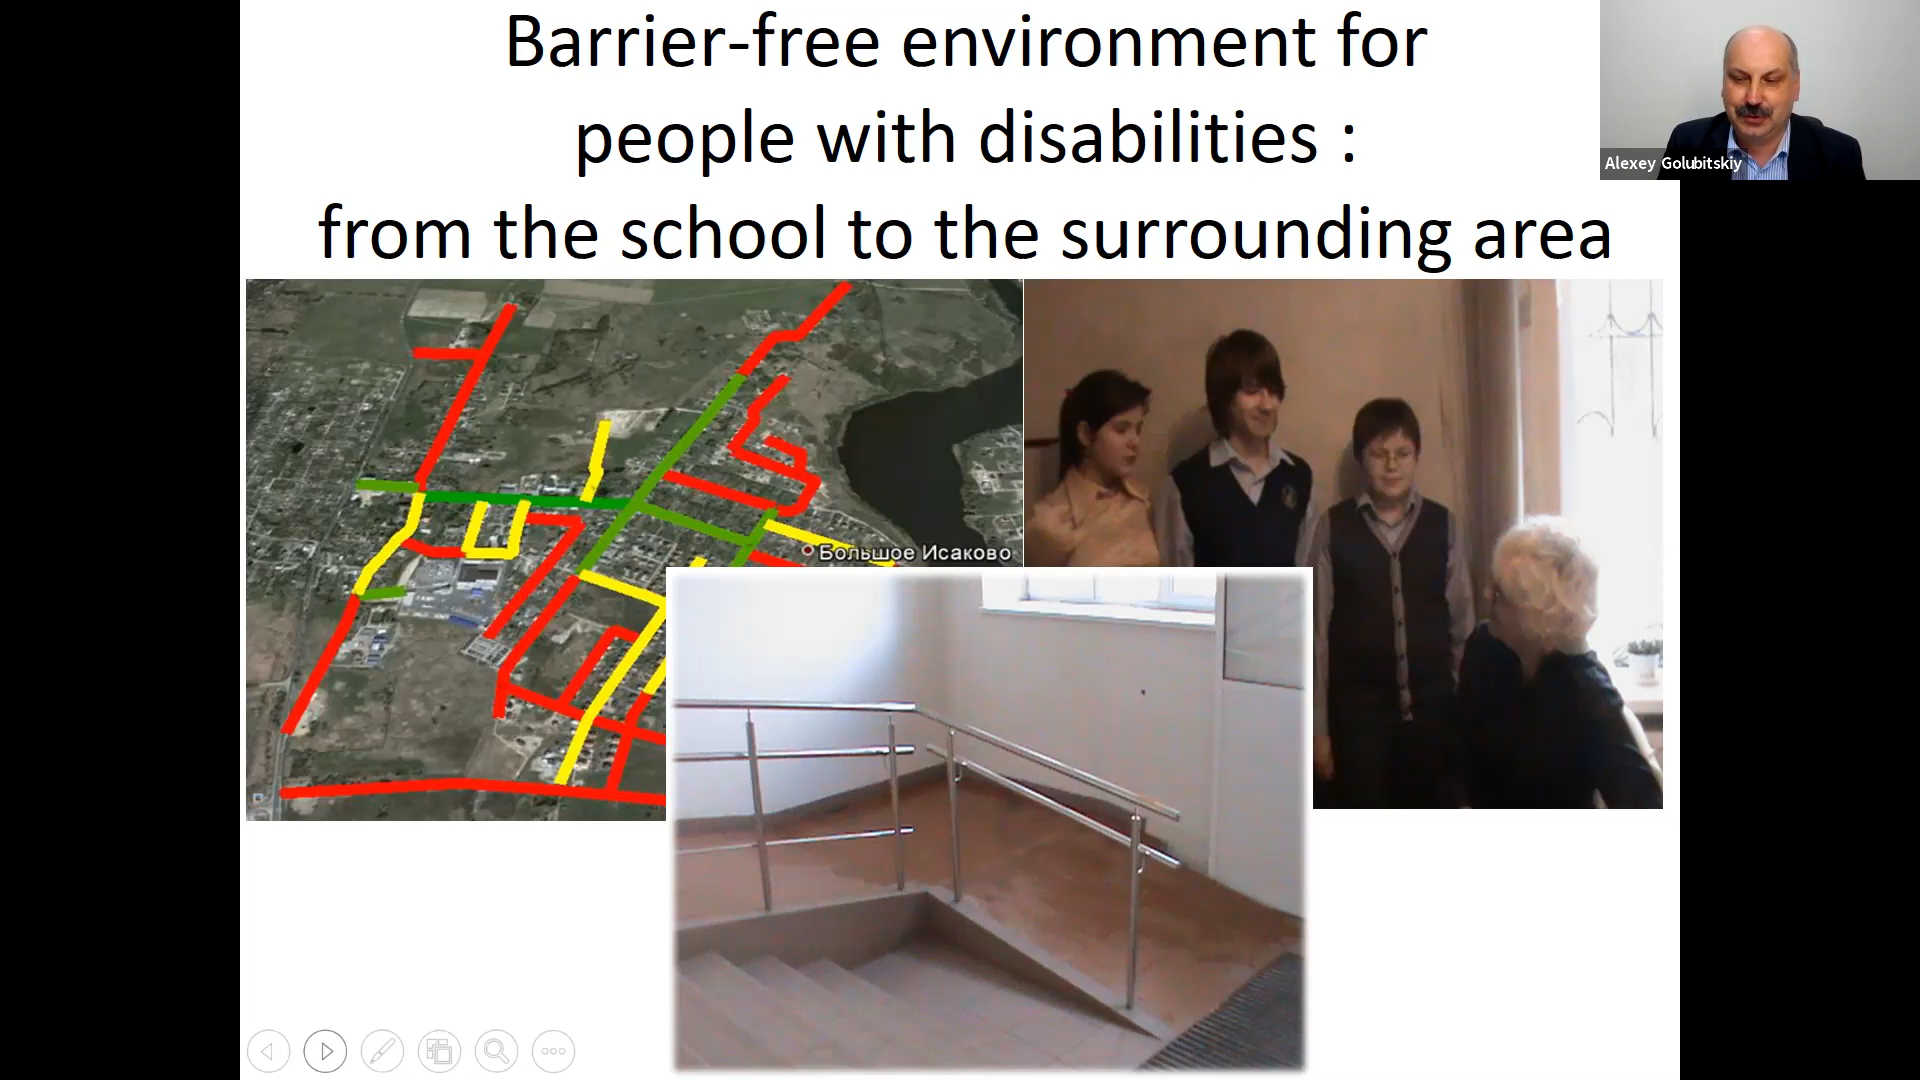 Barrier-free environment for
people with disabilities :
from the school to the surrounding area
Alexey Golubitskiy
Большое Исаково